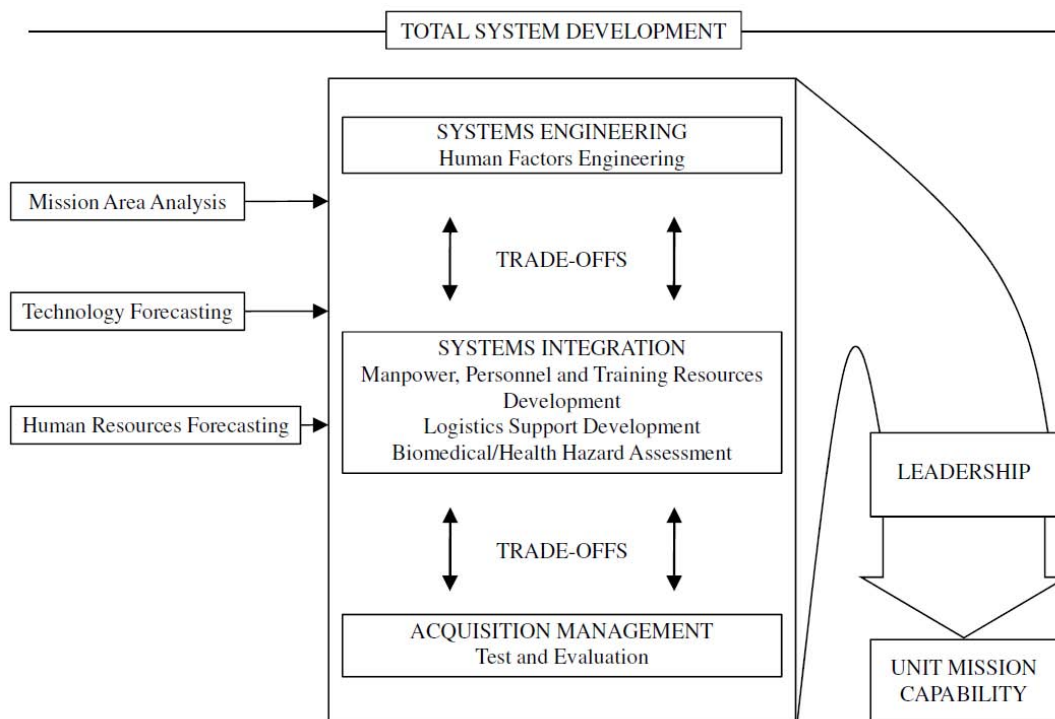 TOTAL SYSTEM DEVELOPMENT
SYSTEMS ENGINEERING
Human Factors Engineering
Mission Area Analysis
TRADE-OFFS
Technology Forecasting
SYSTEMS INTEGRATION
Manpower, Personnel and Training Resources
Development
Logistics Support Development
Biomedical/Health Hazard Assessment
Human Resources Forecasting
LEADERSHIP
TRADE-OFFS
ACQUISITION MANAGEMENT
Test and Evaluation
UNIT MISSION
CAPABILITY